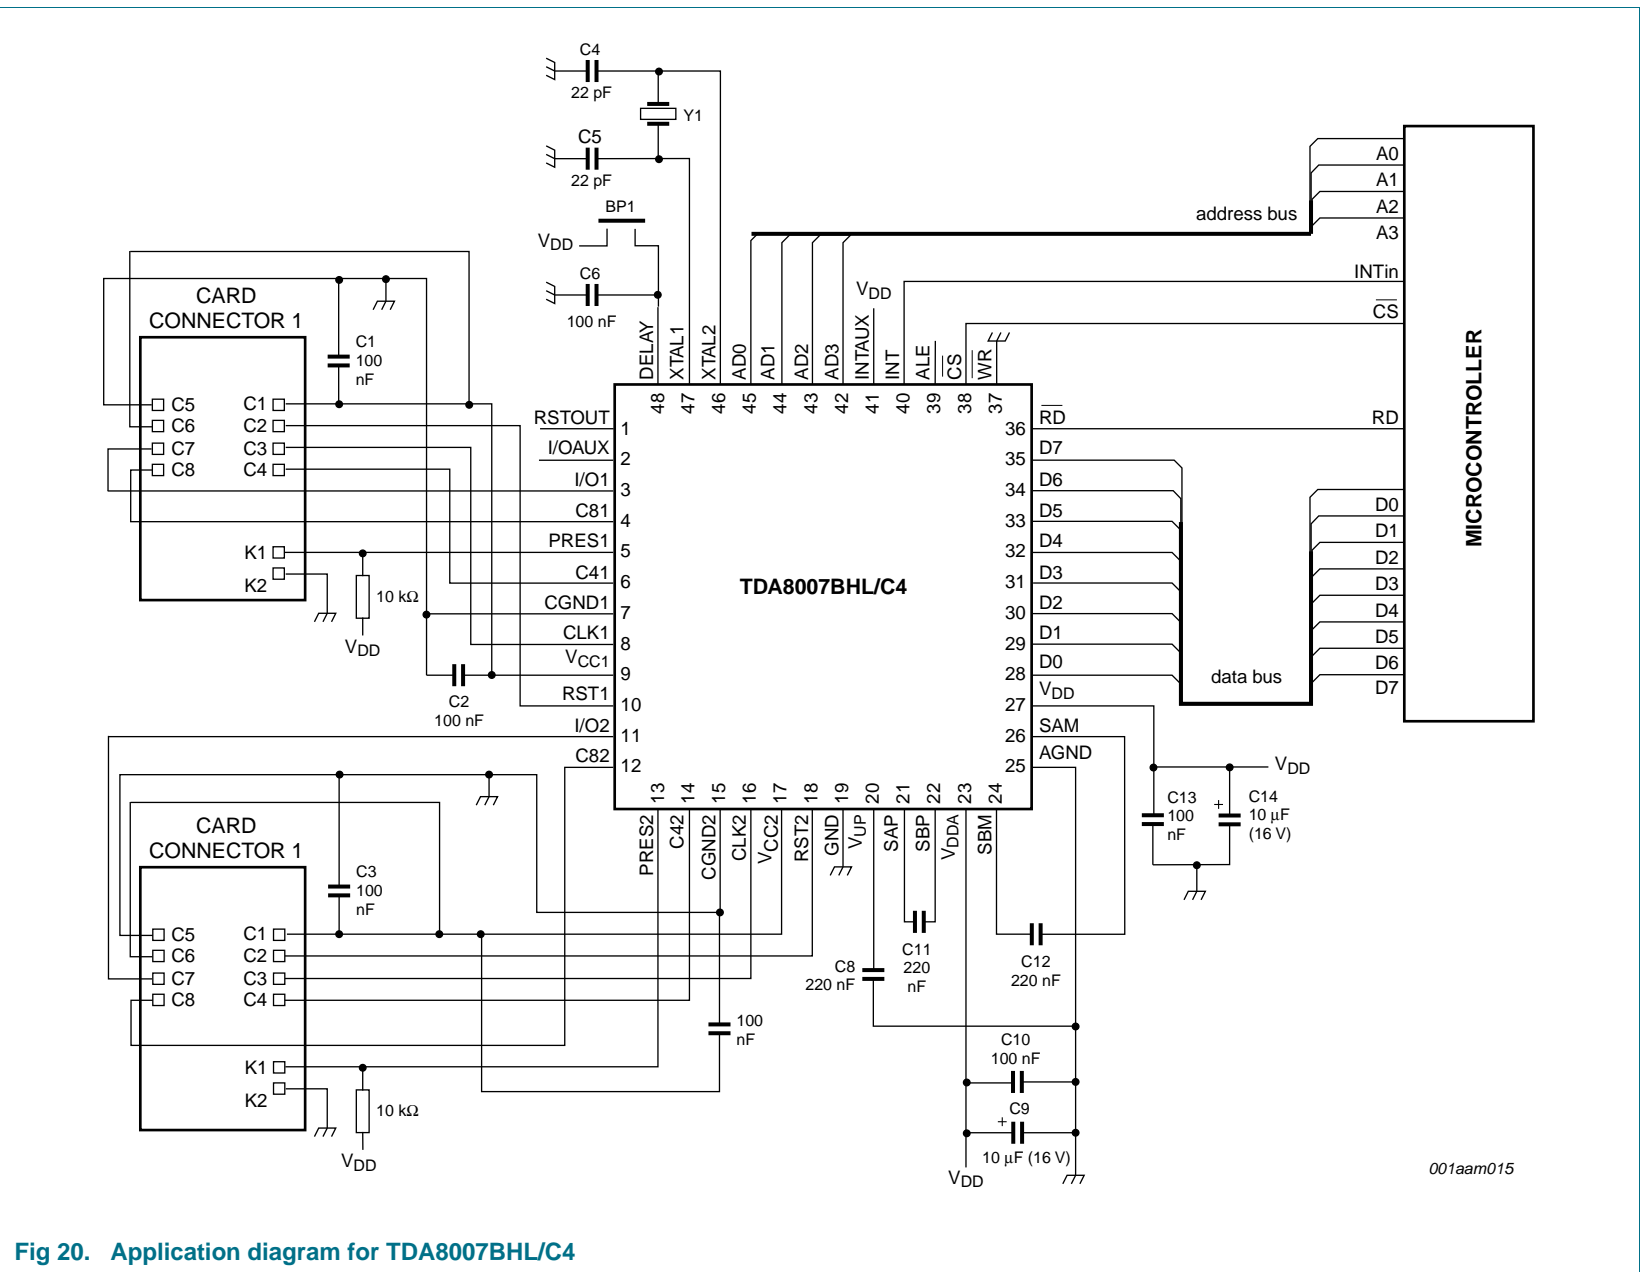 C4
22 pF
Y1
C5
22 pF
BP1
VDD
C6
100 nF
address bus
A0
A1
A2
A3
INTin
CS
RD
D0
D1
D2
D3
D4
D5
D6
D7
MICROCONTROLLER
data bus
VDD
CARD
CONNECTOR 1
C1
100
nF
C5
C6
C7
C8
C1
C2
C3
C4
K1
K2
10 kΩ
VDD
C2
100 nF
DELAY
XTAL1
XTAL2
AD0
AD1
AD2
AD3
INTAUX
INT
ALE
CS
WR
48
47
46
45
44
43
42
41
40
39
38
37
RSTOUT 1
I/OAUX 2
I/O1 3
C81 4
PRES1 5
C41 6
CGND1 7
CLK1 8
VCC1 9
RST1 10
I/O2 11
C82 12
TDA8007BHL/C4
36 RD
35 D7
34 D6
33 D5
32 D4
31 D3
30 D2
29 D1
28 D0
27 VDD
26 SAM
25 AGND
13
14
15
16
17
18
19
20
21
22
23
24
PRES2
C42
CGND2
CLK2
VCC2
RST2
GND
VUP
SAP
SBP
VDDA
SBM
VDD
C13
100
nF
+
C14
10 μF
(16 V)
CARD
CONNECTOR 1
C3
100
nF
C5
C6
C7
C8
C1
C2
C3
C4
K1
K2
10 kΩ
VDD
100
nF
C8
220 nF
C11
220
nF
C12
220 nF
C10
100 nF
C9
+
10 μF (16 V)
VDD
001aam015
Fig 20. Application diagram for TDA8007BHL/C4